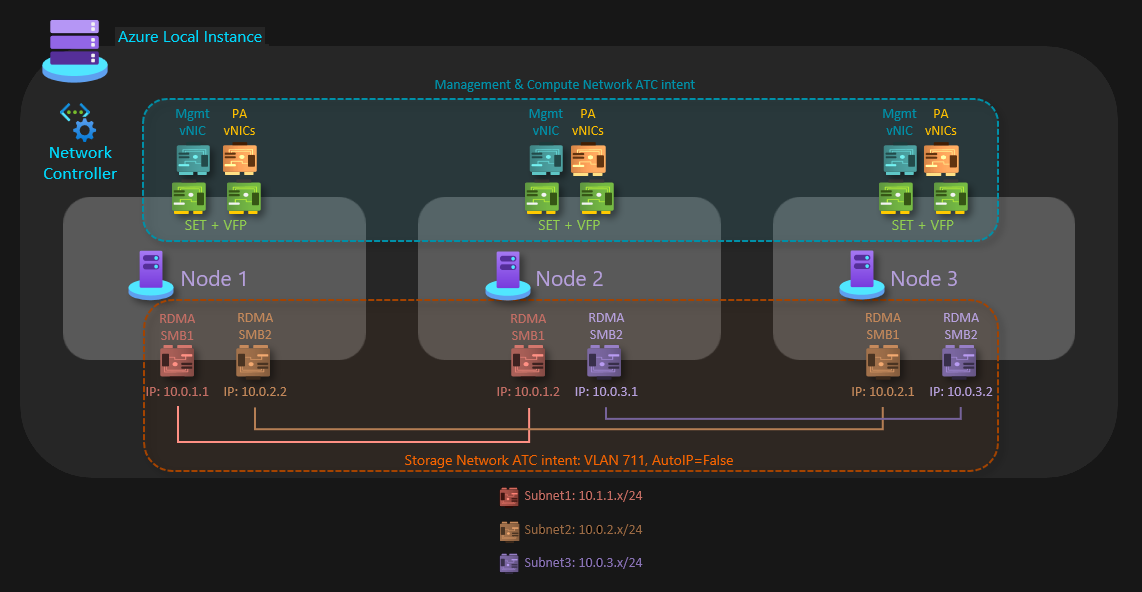 Azure Local Instance
Management & Compute Network ATC intent
Network
Controller
Mgmt
vNIC
PA
vNICs
SET + VFP
Mgmt
vNIC
PA
vNICs
SET + VFP
Mgmt
vNIC
PA
vNICs
SET + VFP
Node 1
Node 2
Node 3
RDMA
SMB1
IP: 10.0.1.1
RDMA
SMB2
IP: 10.0.2.2
RDMA
SMB1
IP: 10.0.1.2
RDMA
SMB2
IP: 10.0.3.1
RDMA
SMB1
IP: 10.0.2.1
RDMA
SMB2
IP: 10.0.3.2
Storage Network ATC intent: VLAN 711, AutoIP=False
Subnet1: 10.1.1.x/24
Subnet2: 10.0.2.x/24
Subnet3: 10.0.3.x/24